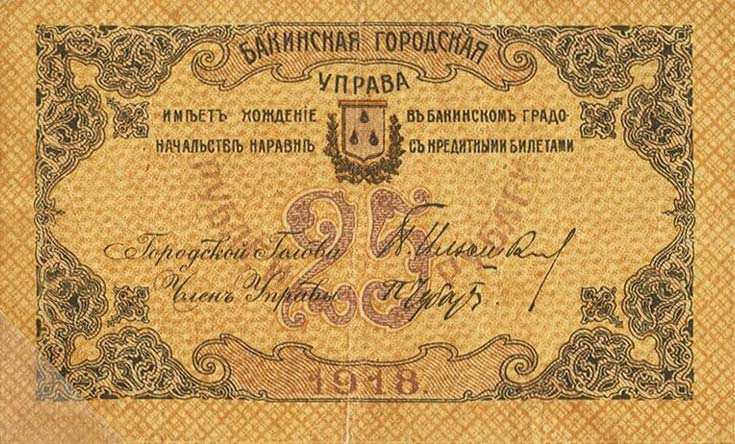 БАКИНСКАЯ ГОРОДСКАЯ
УПРАВА
ИМѢЕТЪ ХОЖДЕНІЕ ВЪ БАКИНСКОМЪ ГРАДО-
НАЧАЛЬСТВѢ НАРАВНѢ СЪ КРЕДИТНЫМИ БИЛЕТАМИ
25
Городской Голова
Членъ Управы
1918.